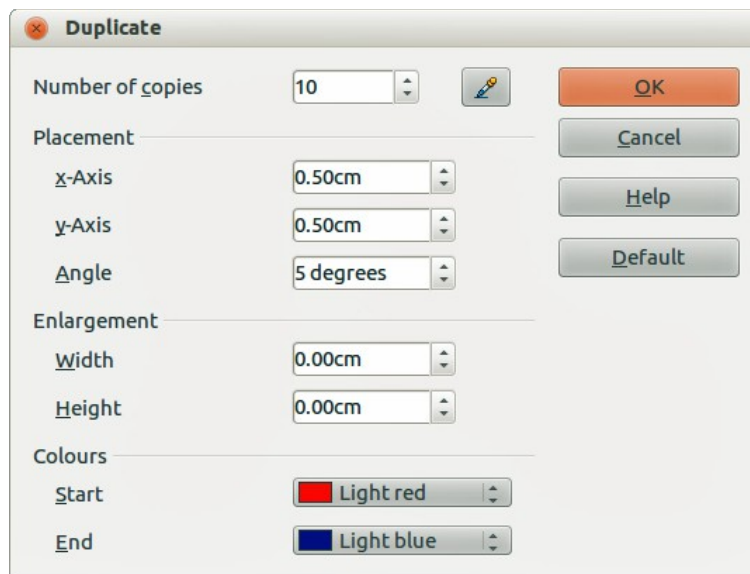 Duplicate
Number of copies 10 OK
Placement Cancel
x-Axis 0.50cm Help
y-Axis 0.50cm
Angle 5 degrees Default
Enlargement
Width 0.00cm
Height 0.00cm
Colours
Start Light red
End Light blue